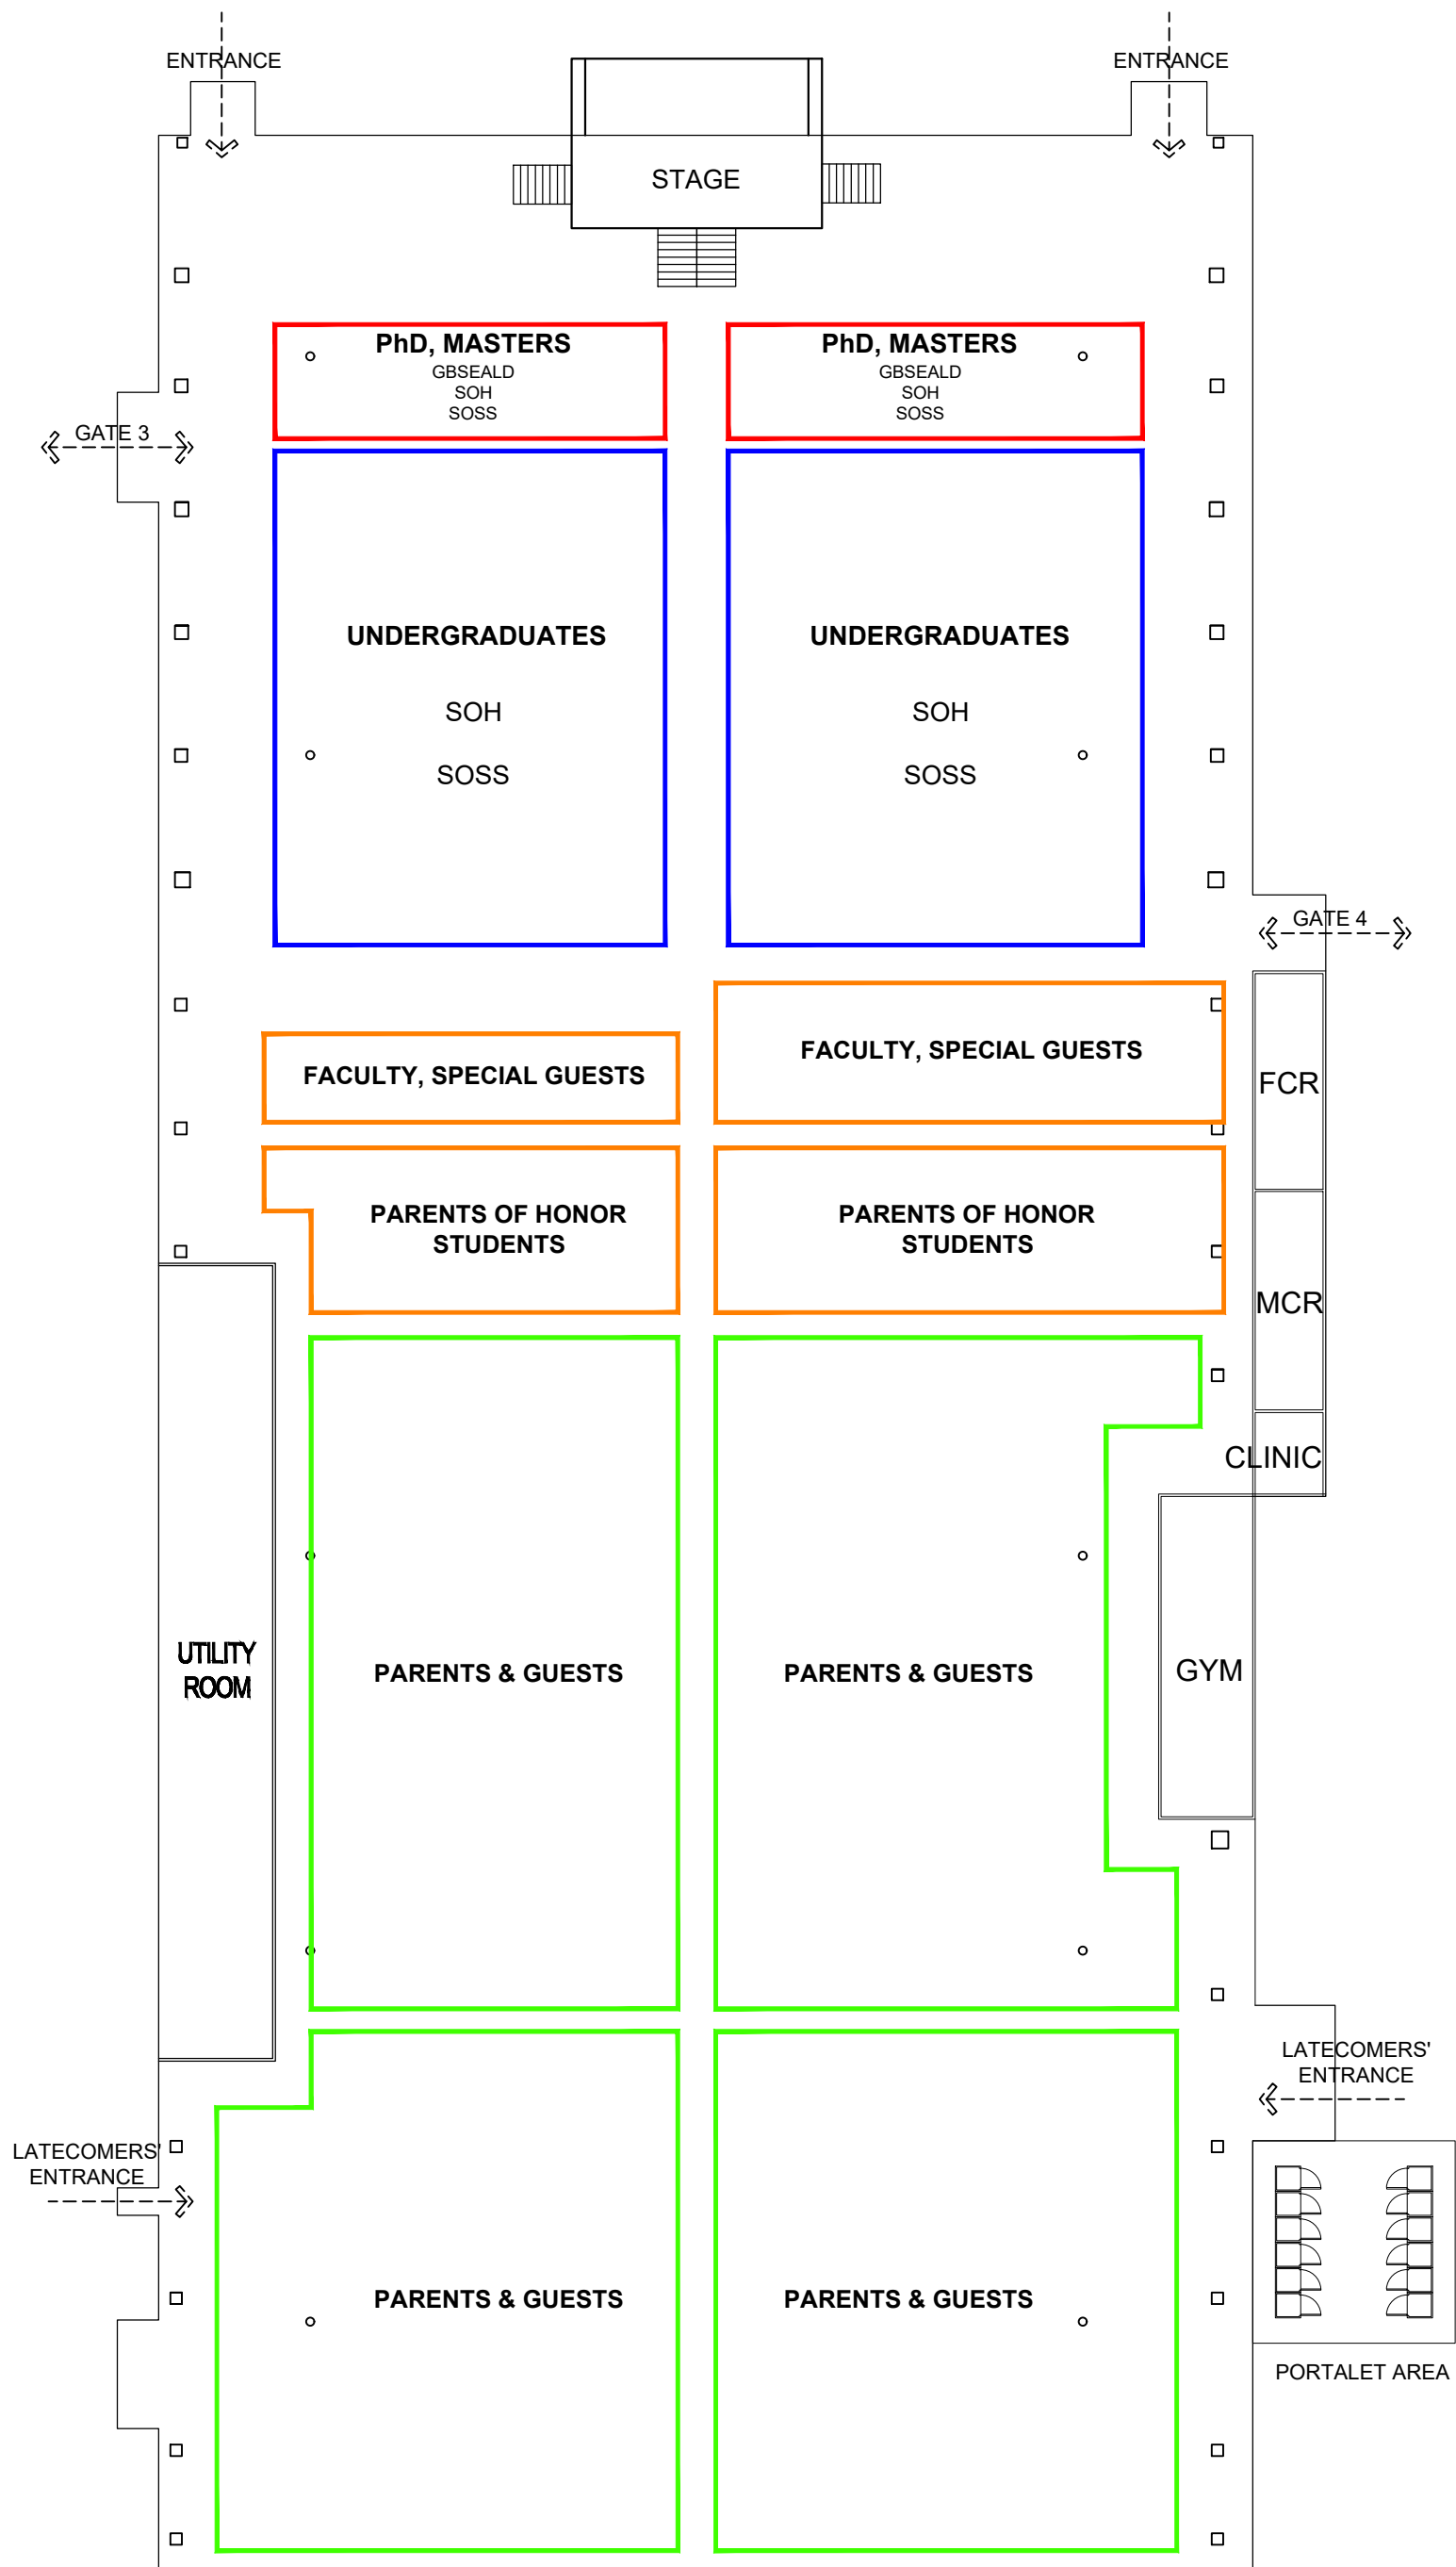 ENTRANCE
ENTRANCE
STAGE
PhD, MASTERS
GBSEALD
SOH
SOSS
PhD, MASTERS
GBSEALD
SOH
SOSS
GATE 3
UNDERGRADUATES
SOH
SOSS
UNDERGRADUATES
SOH
SOSS
GATE 4
FACULTY, SPECIAL GUESTS
FACULTY, SPECIAL GUESTS
FCR
PARENTS OF HONOR
STUDENTS
PARENTS OF HONOR
STUDENTS
MCR
CLINIC
UTILITY
ROOM
PARENTS & GUESTS
PARENTS & GUESTS
GYM
LATECOMERS'
ENTRANCE
LATECOMERS'
ENTRANCE
PARENTS & GUESTS
PARENTS & GUESTS
PORTALET AREA